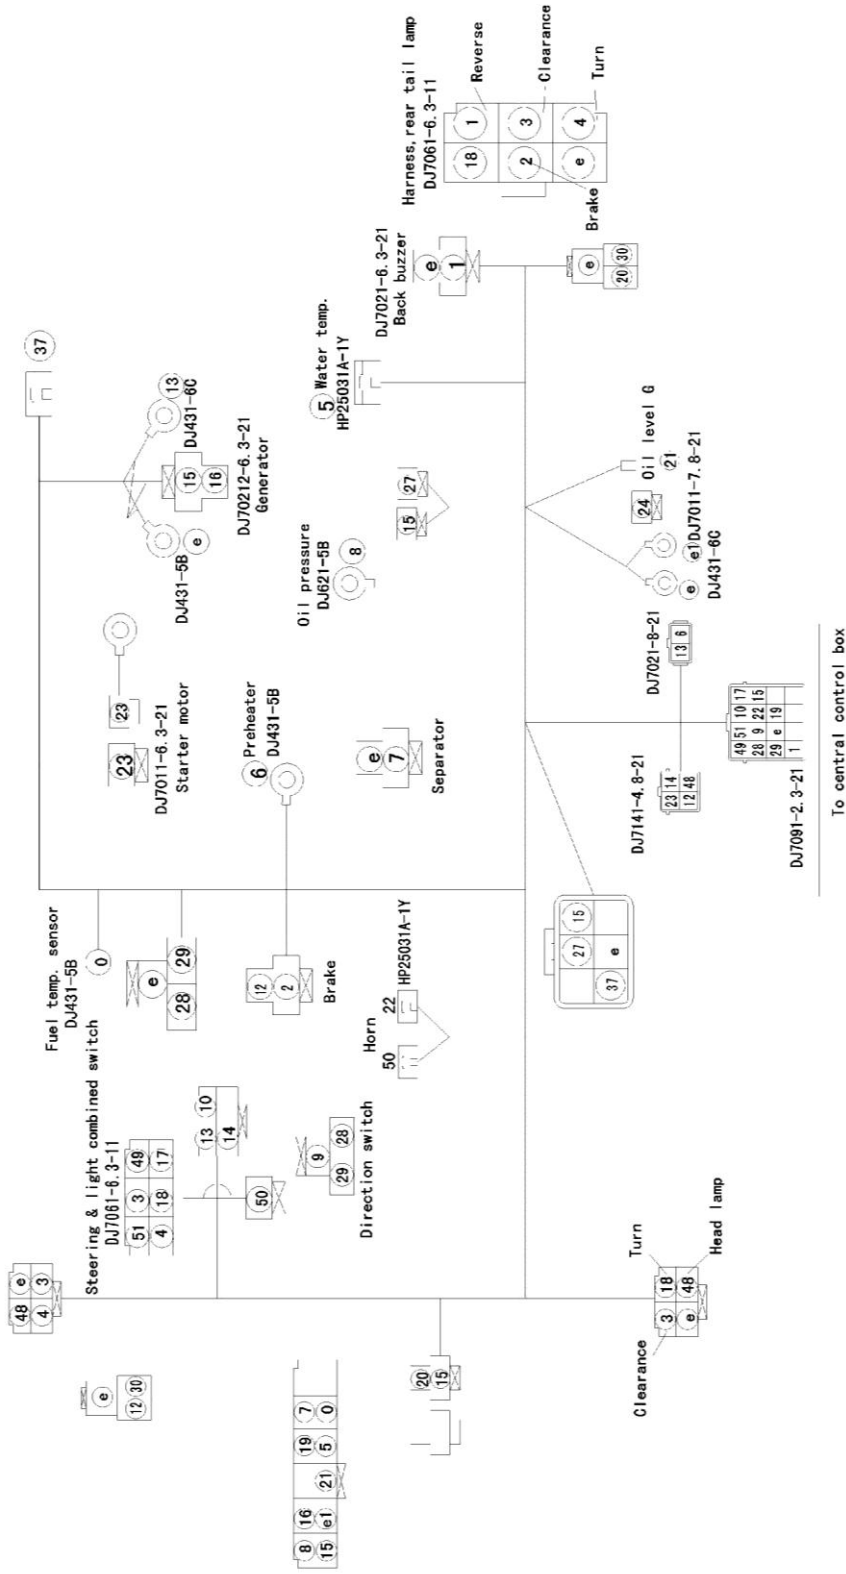 37
13
DJ431-6C
15
16
DJ70212-6.3-21
Generator
DJ431-5B
e
23
23
DJ7011-6.3-21
Starter motor
Fuel temp. sensor
DJ431-5B
0
e
28
29
Steering & light combined switch
DJ7061-6.3-11
51
3
49
4
18
17
48
e
4
3
e
12
30
13
10
14
50
9
29
28
Direction switch
6
Preheater
DJ431-5B
12
2
Brake
Oil pressure
DJ621-5B
8
e
7
Separator
5
Water temp.
HP25031A-1Y
15
27
DJ7021-6.3-21
Back buzzer
e
1
Harness, rear tail lamp
DJ7061-6.3-11
18
1
2
3
e
4
Reverse
Clearance
Turn
Brake
e
20
30
Horn
50
22
HP25031A-1Y
8
16
21
19
7
15
e1
5
0
20
15
27
15
37
e
Oil level G
21
24
DJ7011-7.8-21
e1
e
DJ431-6C
DJ7021-8-21
13
6
DJ7141-4.8-21
23
14
12
48
49
51
10
17
28
9
22
15
29
e
19
1
DJ7091-2.3-21
To central control box
Turn
Head lamp
Clearance
3
18
e
48